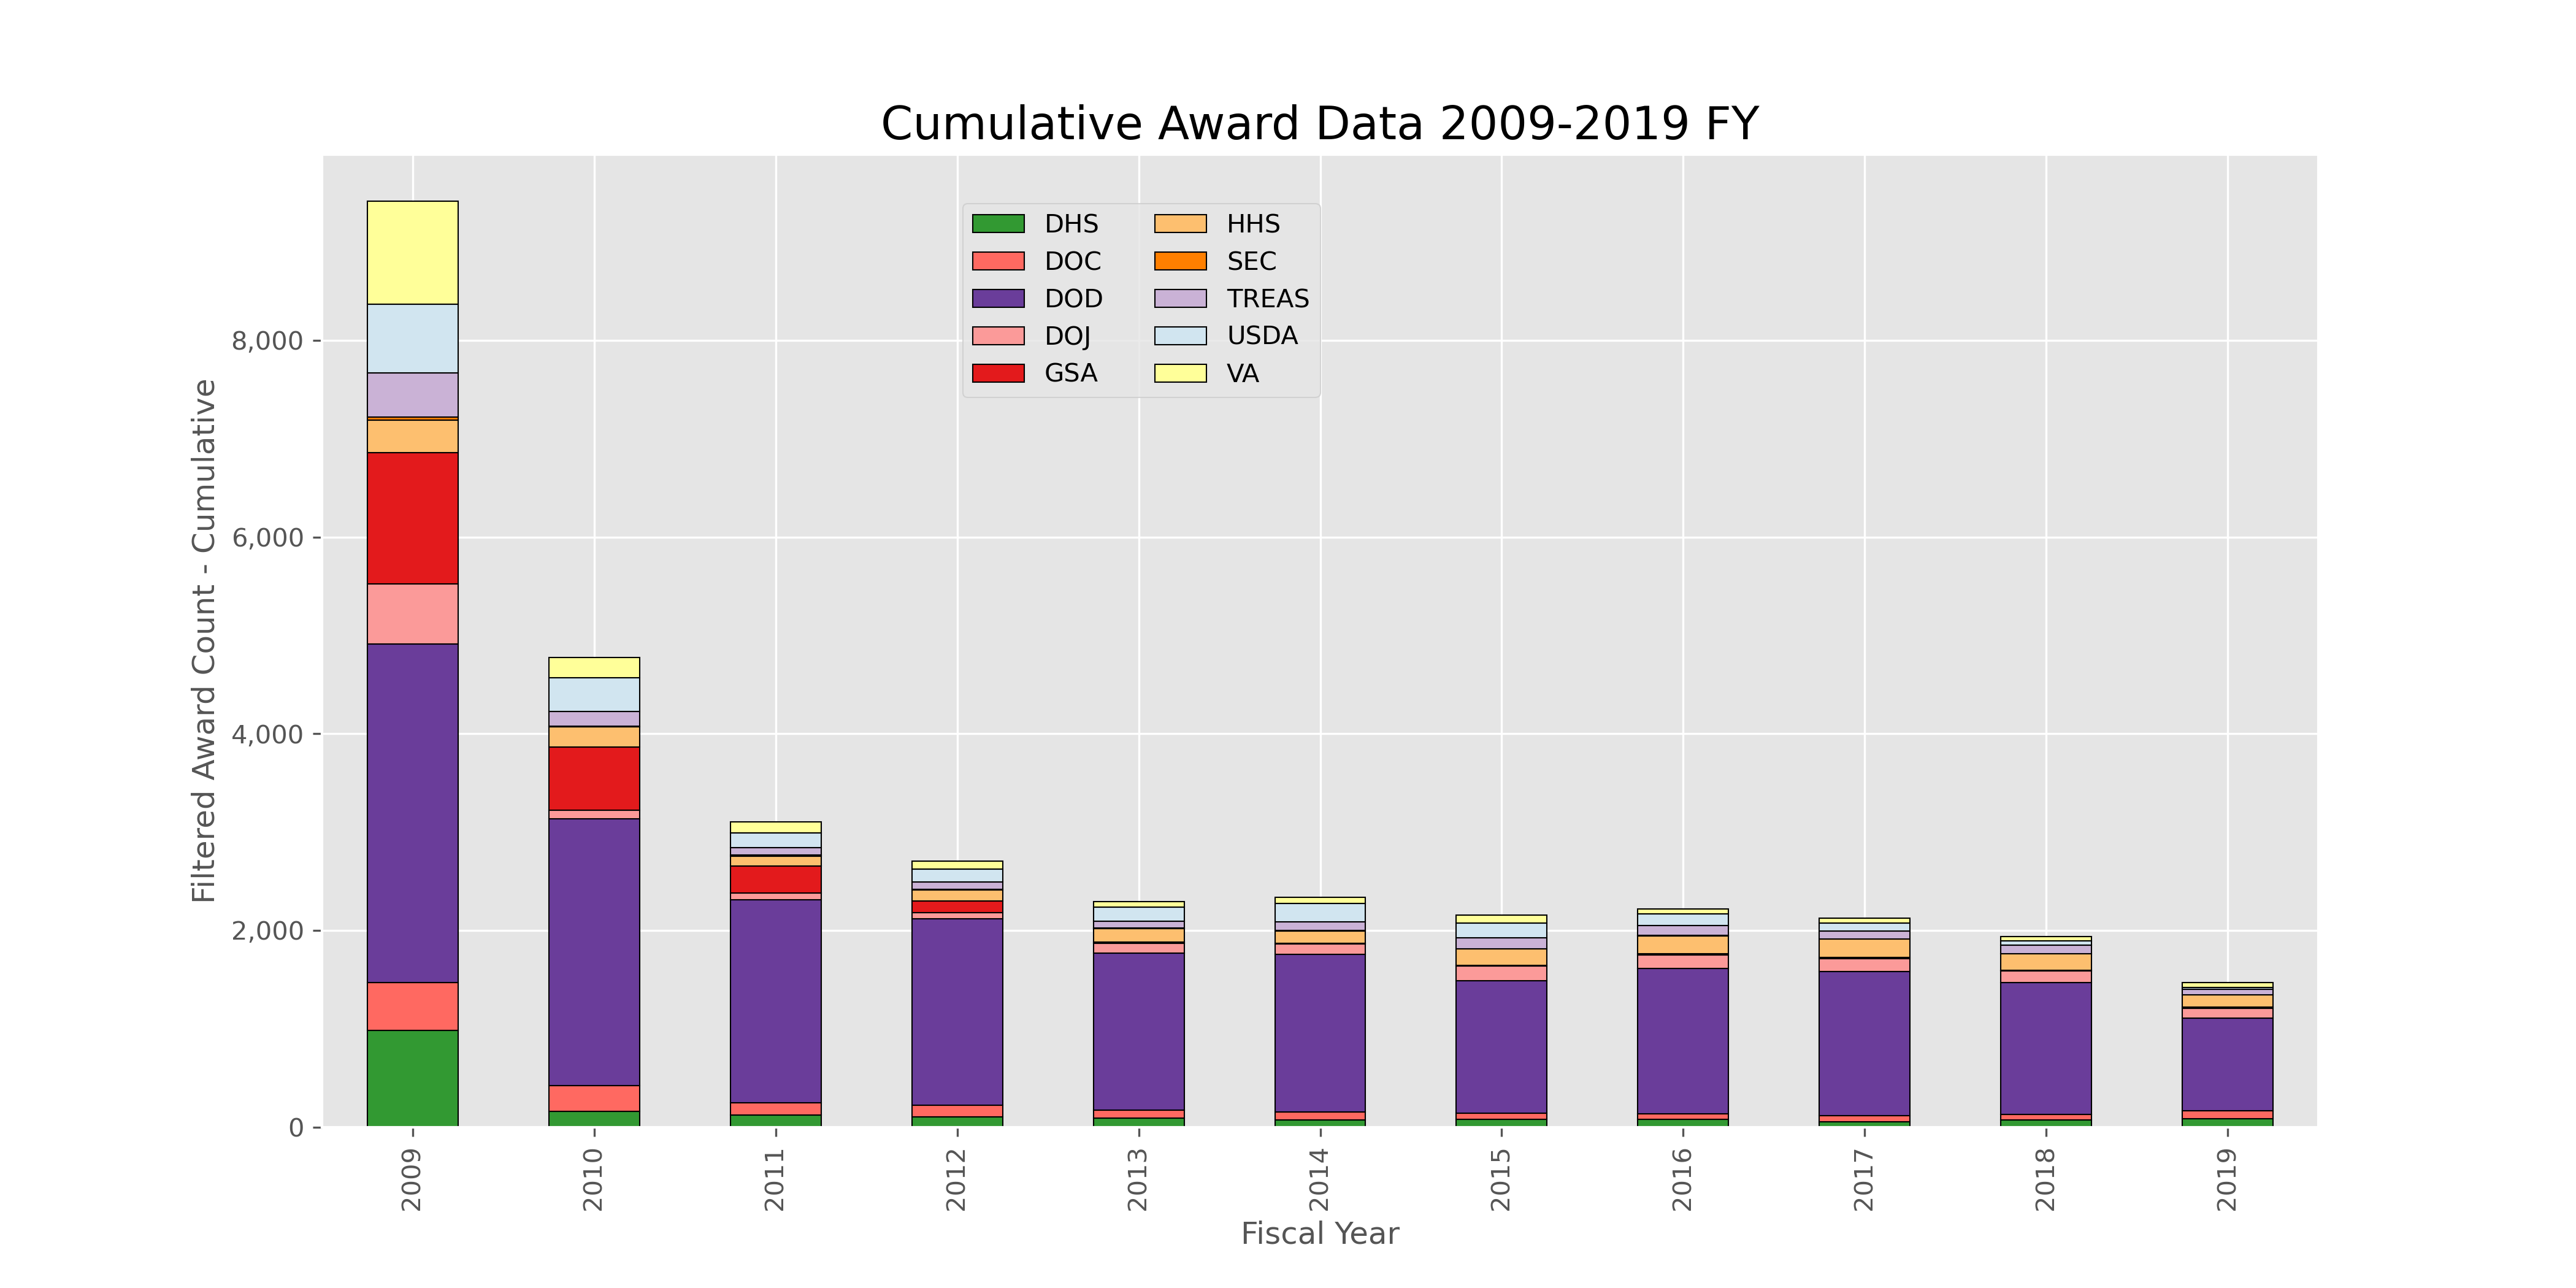 Cumulative Award Data 2009-2019 FY
DHS
DOC
DOD
DOJ
GSA
HHS
SEC
TREAS
USDA
VA
Filtered Award Count - Cumulative
8,000
6,000
4,000
2,000
0
2009
2010
2011
2012
2013
2014
2015
2016
2017
2018
2019
Fiscal Year